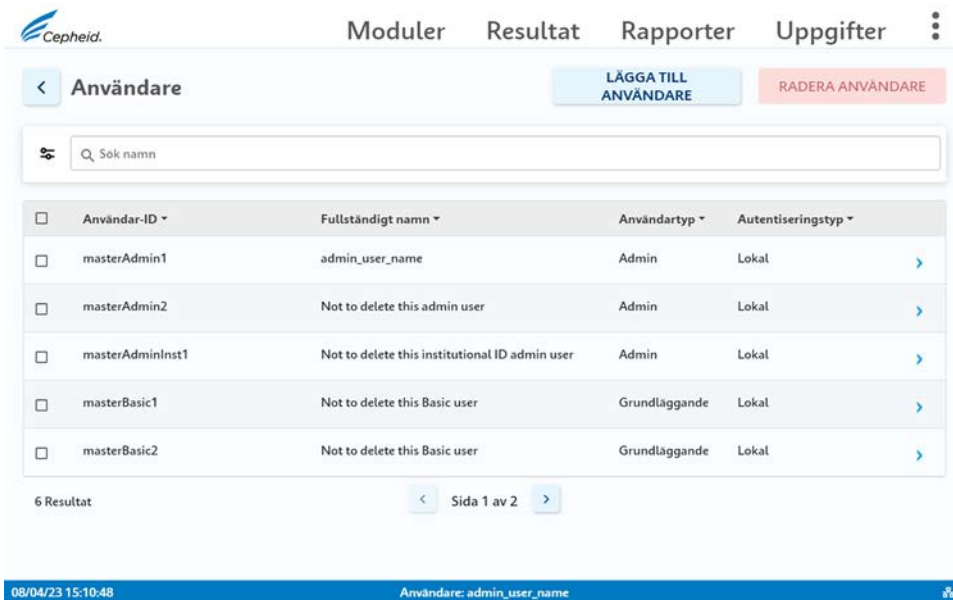 Cepheid. Moduler Resultat Rapporter Uppgifter
Användare
LÄGGA TILL
ANVÄNDARE
RADERA ANVÄNDARE
Sök namn
Användar-ID Fullständigt namn Användartyp Autentiseringstyp
masterAdmin1 admin_user_name Admin Lokal
masterAdmin2 Not to delete this admin user Admin Lokal
masterAdminInst1 Not to delete this institutional ID admin user Admin Lokal
masterBasic1 Not to delete this Basic user Grundläggande Lokal
masterBasic2 Not to delete this Basic user Grundläggande Lokal
6 Resultat Sida 1 av 2
08/04/23 15:10:48 Användare: admin_user_name